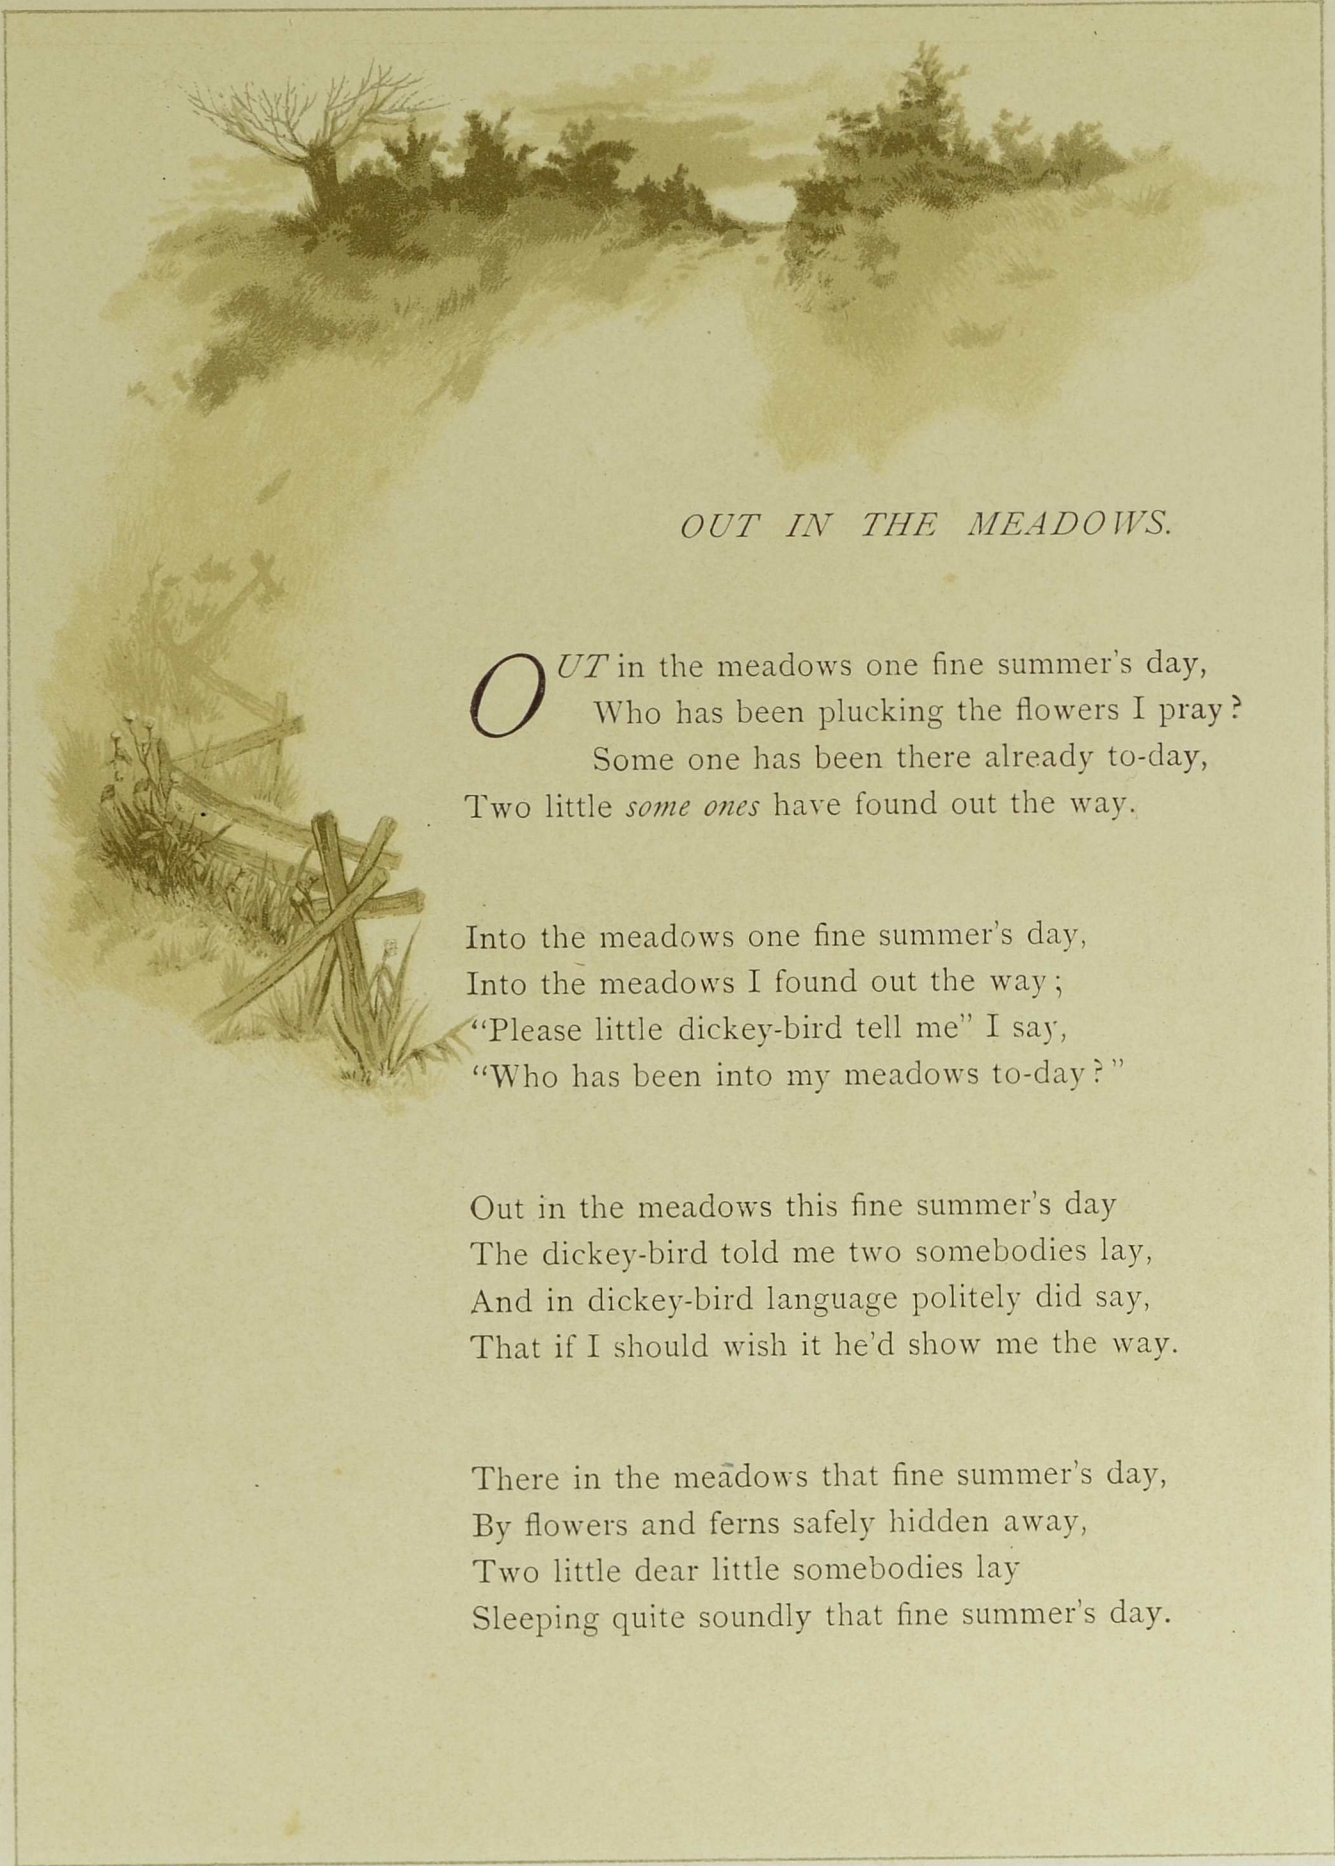 OUT IN THE MEADOWS.
OUT in the meadows one fine summer's day,
Who has been plucking the flowers I pray?
Some one has been there already to-day,
Two little some ones have found out the way.
Into the meadows one fine summer's day,
Into the meadows I found out the way;
“Please little dickey-bird tell me” I say,
“Who has been into my meadows to-day?”
Out in the meadows this fine summer's day
The dickey-bird told me two somebodies lay,
And in dickey-bird language politely did say,
That if I should wish it he'd show me the way.
There in the meadows that fine summer's day,
By flowers and ferns safely hidden away,
Two little dear little somebodies lay
Sleeping quite soundly that fine summer's day.